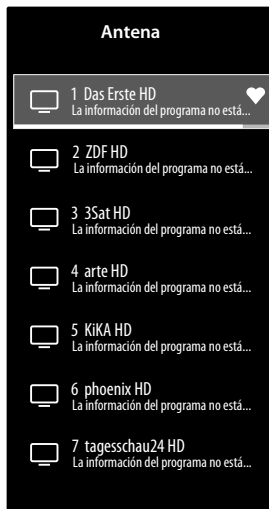 Antena
1 Das Erste HD
La información del programa no está...
2 ZDF HD
La información del programa no está...
3 3Sat HD
La información del programa no está...
4 arte HD
La información del programa no está...
5 KiKA HD
La información del programa no está...
6 phoenix HD
La información del programa no está...
7 tagesschau24 HD
La información del programa no está...